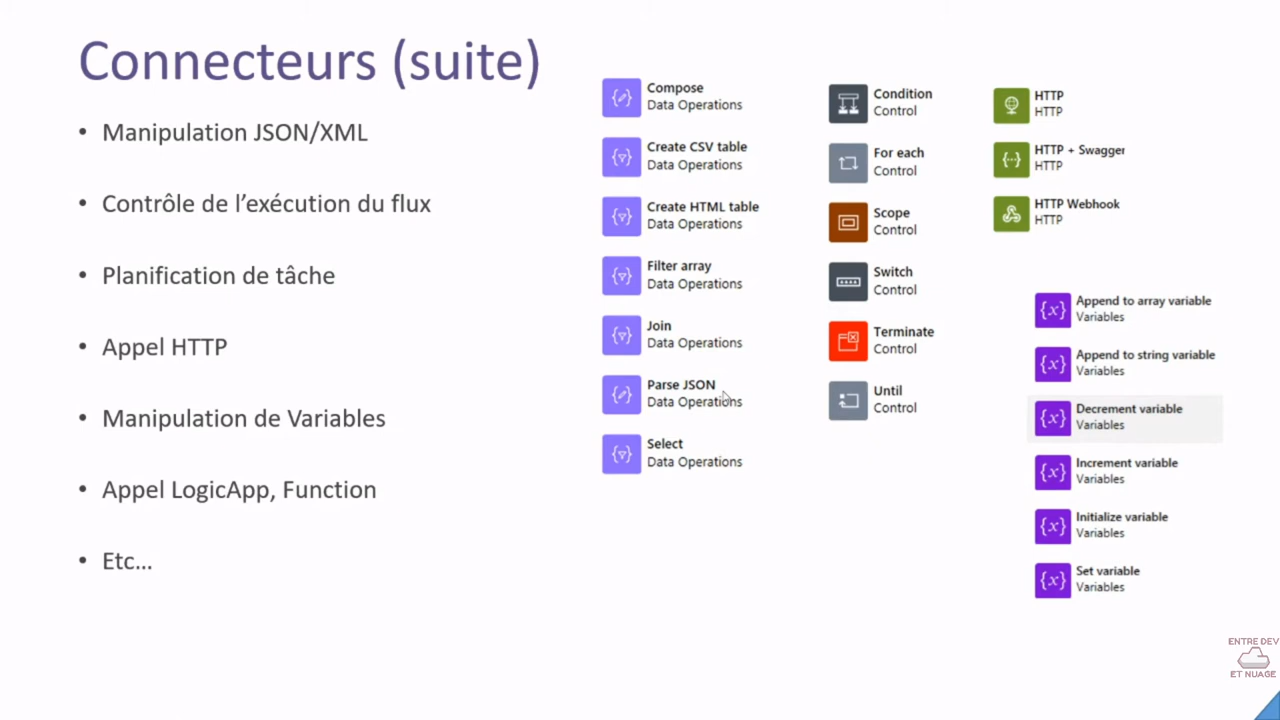 Connecteurs (suite)
• Manipulation JSON/XML
• Contrôle de l’exécution du flux
• Planification de tâche
• Appel HTTP
• Manipulation de Variables
• Appel LogicApp, Function
• Etc…
Compose
Data Operations
Create CSV table
Data Operations
Create HTML table
Data Operations
Filter array
Data Operations
Join
Data Operations
Parse JSON
Data Operations
Select
Data Operations
Condition
Control
For each
Control
Scope
Control
Switch
Control
Terminate
Control
Until
Control
HTTP
HTTP
HTTP + Swagger
HTTP
HTTP Webhook
HTTP
Append to array variable
Variables
Append to string variable
Variables
Decrement variable
Variables
Increment variable
Variables
Initialize variable
Variables
Set variable
Variables
ENTRE DEV
ET NUAGE